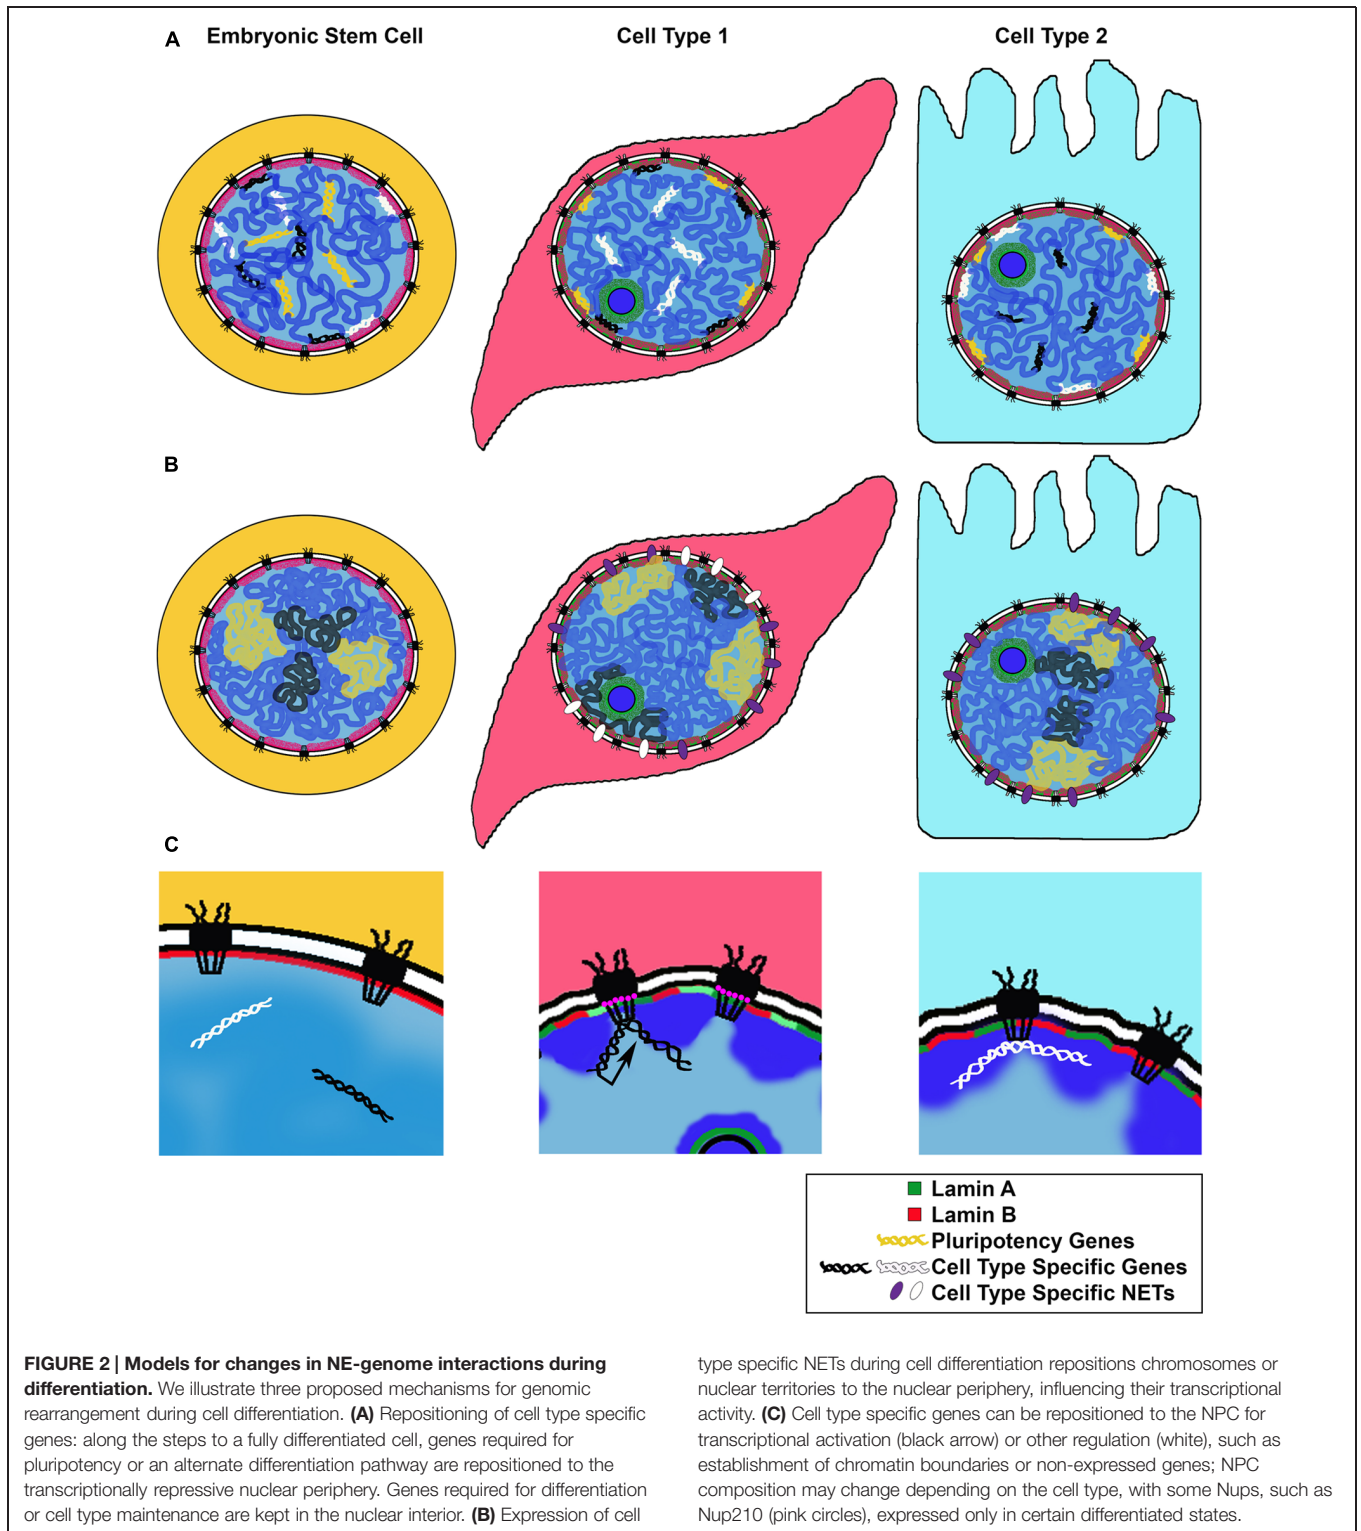 A
Embryonic Stem Cell
Cell Type 1
Cell Type 2
B
C
Lamin A
Lamin B
Pluripotency Genes
Cell Type Specific Genes
Cell Type Specific NETs
FIGURE 2 | Models for changes in NE-genome interactions during
differentiation. We illustrate three proposed mechanisms for genomic
rearrangement during cell differentiation. (A) Repositioning of cell type specific
genes: along the steps to a fully differentiated cell, genes required for
pluripotency or an alternate differentiation pathway are repositioned to the
transcriptionally repressive nuclear periphery. Genes required for differentiation
or cell type maintenance are kept in the nuclear interior. (B) Expression of cell
type specific NETs during cell differentiation repositions chromosomes or
nuclear territories to the nuclear periphery, influencing their transcriptional
activity. (C) Cell type specific genes can be repositioned to the NPC for
transcriptional activation (black arrow) or other regulation (white), such as
establishment of chromatin boundaries or non-expressed genes; NPC
composition may change depending on the cell type, with some Nups, such as
Nup210 (pink circles), expressed only in certain differentiated states.